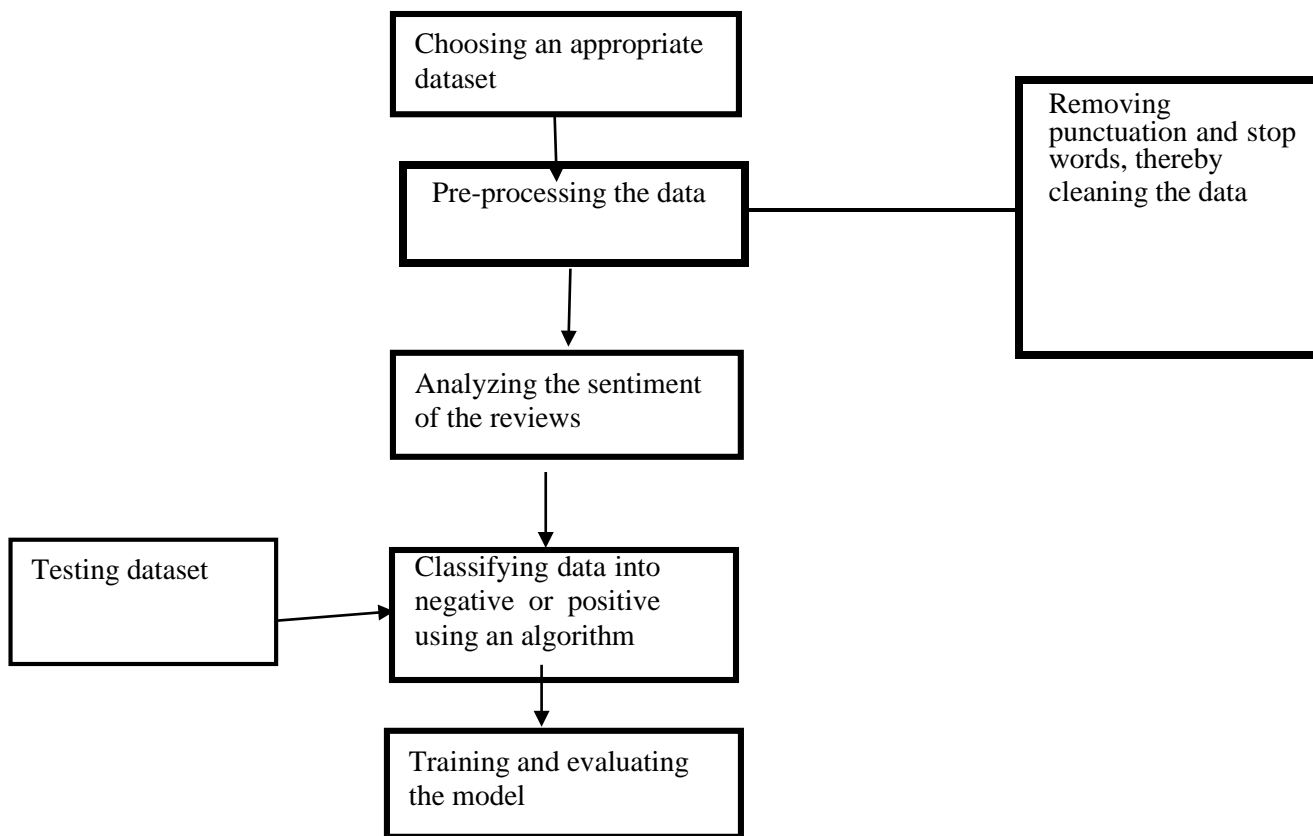 Choosing an appropriate
dataset
Removing
punctuation and stop
words, thereby
cleaning the data
Pre-processing the data
Analyzing the sentiment
of the reviews
Testing dataset
Classifying data into
negative or positive
using an algorithm
Training and evaluating
the model